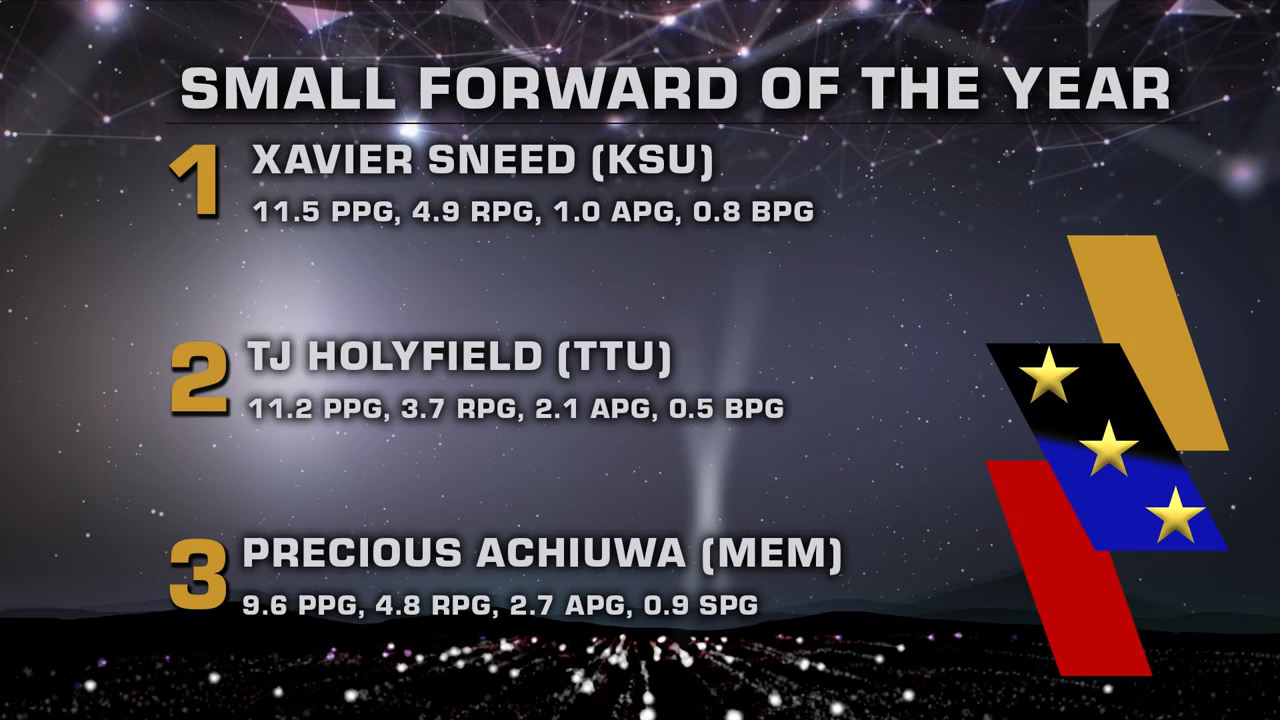 SMALL FORWARD OF THE YEAR
1 XAVIER SNEED (KSU)
11.5 PPG, 4.9 RPG, 1.0 APG, 0.8 BPG
2 TJ HOLYFIELD (TTU)
11.2 PPG, 3.7 RPG, 2.1 APG, 0.5 BPG
3 PRECIOUS ACHIUWA (MEM)
9.6 PPG, 4.8 RPG, 2.7 APG, 0.9 SPG